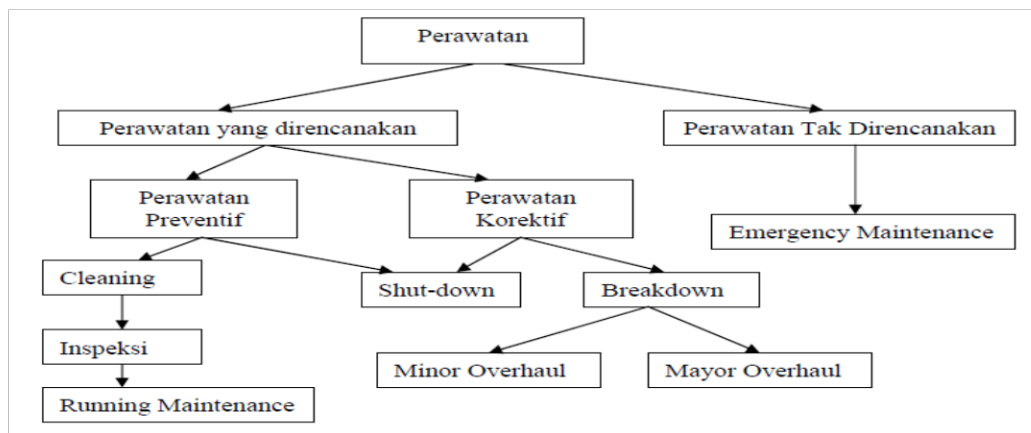 Perawatan
Perawatan yang direncanakan
Perawatan Tak Direncanakan
Perawatan
Preventif
Perawatan
Korektif
Emergency Maintenance
Cleaning
Shut-down
Breakdown
Inspeksi
Minor Overhaul
Mayor Overhaul
Running Maintenance